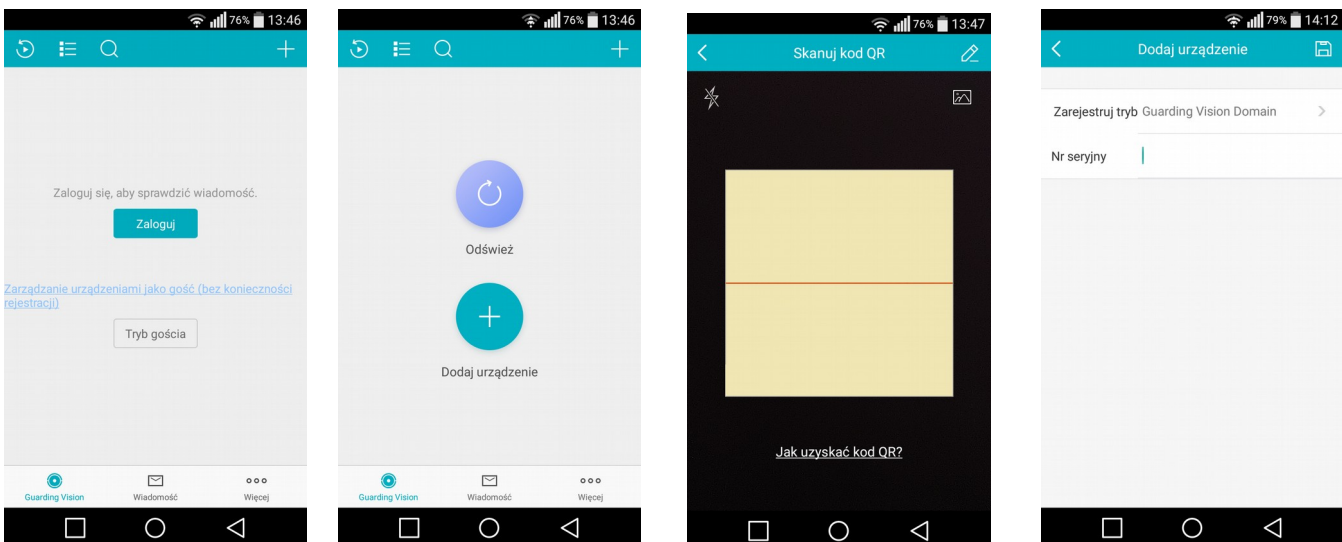 76% 13:46
Zaloguj się, aby sprawdzić wiadomość.
Zaloguj
Zarządzanie urządzeniami jako gość (bez konieczności
rejestracji)
Tryb gościa
Guarding Vision
Wiadomość
Więcej
76% 13:46
Odśwież
Dodaj urządzenie
Guarding Vision
Wiadomość
Więcej
76% 13:47
Skanuj kod QR
Jak uzyskać kod QR?
79% 14:12
Dodaj urządzenie
Zarejestruj tryb Guarding Vision Domain
Nr seryjny